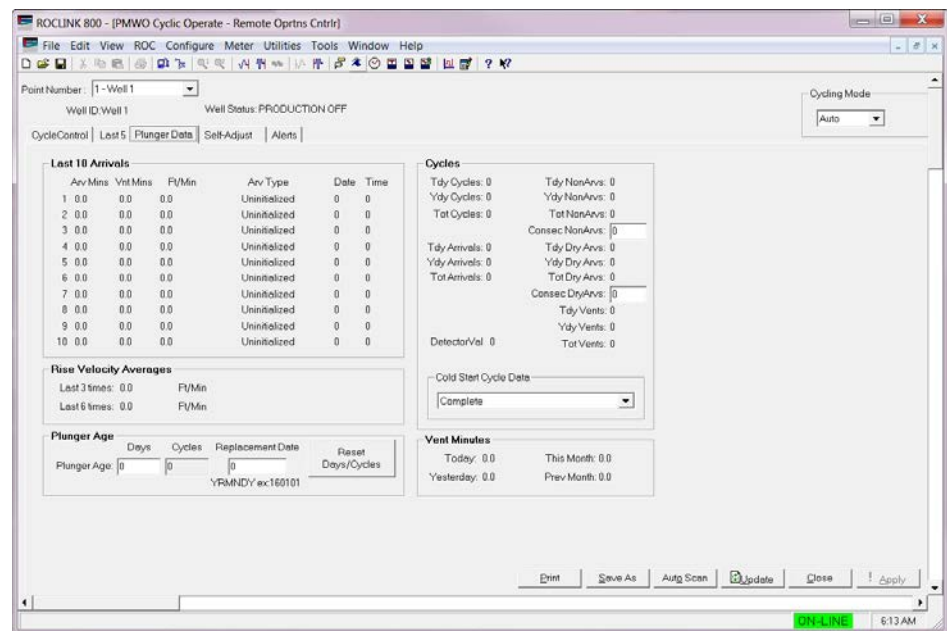 ROCLINK 800 - [PMWO Cyclic Operate - Remote Oprtns Cntrlr]
File Edit View ROC Configure Meter Utilities Tools Window Help
Point Number: 1 - Well 1
Cycling Mode
Well ID: Well 1 Well Status: PRODUCTION OFF
Auto
CycleControl Last 5 Plunger Data Self-Adjust Alerts
Last 10 Arrivals
Arv Mins Vnt Mins Ft/Min Arv Type Date Time
1 0.0 0.0 0.0 Uninitialized 0 0
2 0.0 0.0 0.0 Uninitialized 0 0
3 0.0 0.0 0.0 Uninitialized 0 0
4 0.0 0.0 0.0 Uninitialized 0 0
5 0.0 0.0 0.0 Uninitialized 0 0
6 0.0 0.0 0.0 Uninitialized 0 0
7 0.0 0.0 0.0 Uninitialized 0 0
8 0.0 0.0 0.0 Uninitialized 0 0
9 0.0 0.0 0.0 Uninitialized 0 0
10 0.0 0.0 0.0 Uninitialized 0 0
Rise Velocity Averages
Last 3 times: 0.0 Ft/Min
Last 6 times: 0.0 Ft/Min
Plunger Age
Days Cycles Replacement Date
Plunger Age: 0 0 0
YRMNDY ex:160101
Reset
Days/Cycles
Cycles
Tdy Cycles: 0 Tdy NonArvs: 0
Ydy Cycles: 0 Ydy NonArvs: 0
Tot Cycles: 0 Tot NonArvs: 0
Consec NonArvs: 0
Tdy Arrivals: 0 Tdy Dry Arvs: 0
Ydy Arrivals: 0 Ydy Dry Arvs: 0
Tot Arrivals: 0 Tot Dry Arvs: 0
Consec DryArvs: 0
Tdy Vents: 0
Ydy Vents: 0
DetectorVal 0 Tot Vents: 0
Cold Start Cycle Data
Complete
Vent Minutes
Today: 0.0 This Month: 0.0
Yesterday: 0.0 Prev Month: 0.0
Print Save As Auto Scan Update Close ! Apply
ON-LINE 6:13 AM